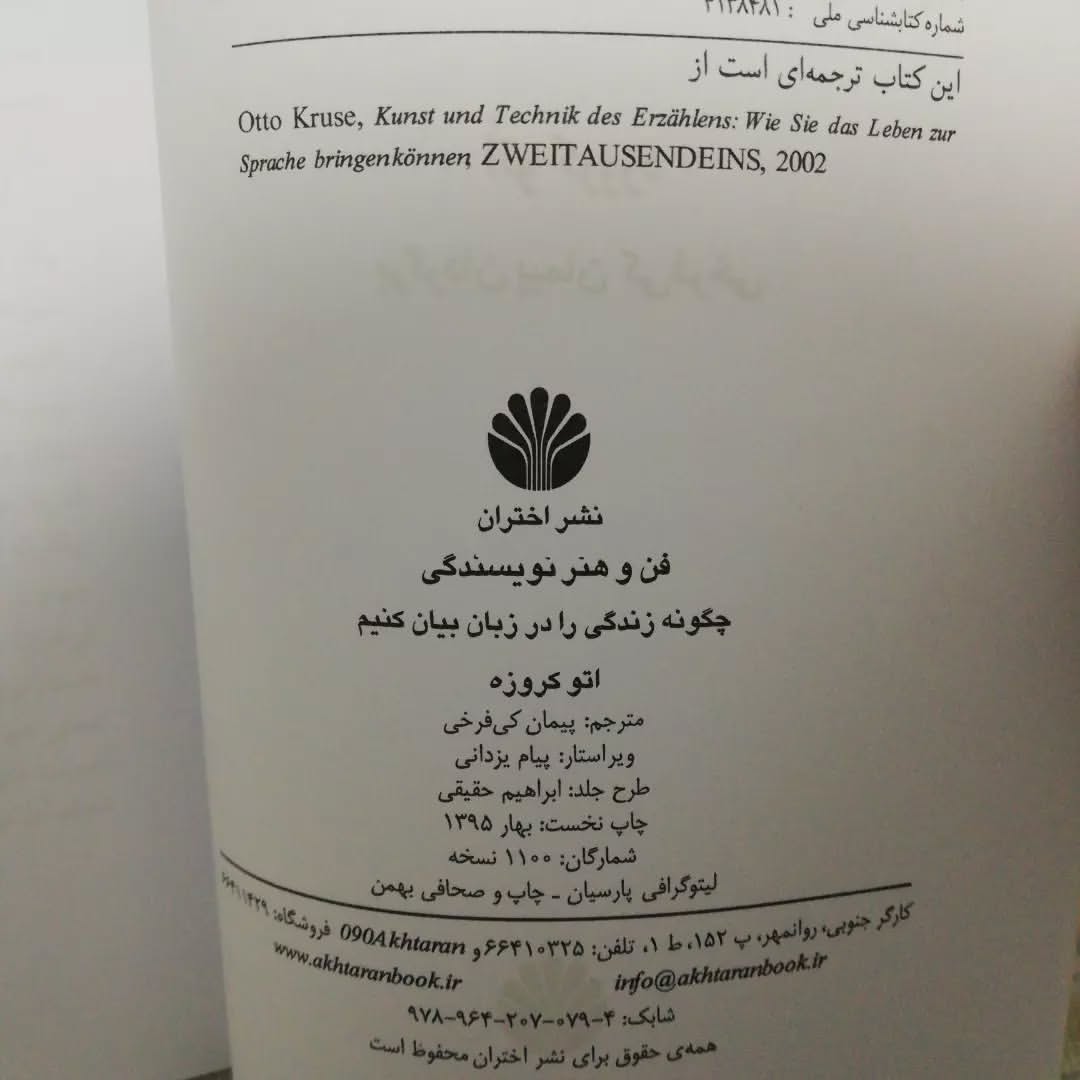 شماره کتابشناسی ملی : ۳۱۳۸۴۸۱
این کتاب ترجمه‌ای است از
Otto Kruse, Kunst und Technik des Erzählens: Wie Sie das Leben zur
Sprache bringenkönnen, ZWEITAUSENDEINS, 2002
نشر اختران
فن و هنر نویسندگی
چگونه زندگی را در زبان بیان کنیم
اتو کروزه
مترجم: پیمان کی‌فرخی
ویراستار: پیام یزدانی
طرح جلد: ابراهیم حقیقی
چاپ نخست: بهار ۱۳۹۵
شمارگان: ۱۱۰۰ نسخه
لیتوگرافی پارسیان ـ چاپ و صحافی بهمن
کارگر جنوبی، روانمهر، پ ۱۵۲، ط ۱، تلفن: ۶۶۴۱۰۳۲۵ و 090Akhtaran فروشگاه: ۶۶۴۱۱۴۲۹
www.akhtaranbook.ir info@akhtaranbook.ir
شابک: ۴-۰۷۹-۲۰۷-۹۶۴-۹۷۸
همه‌ی حقوق برای نشر اختران محفوظ است